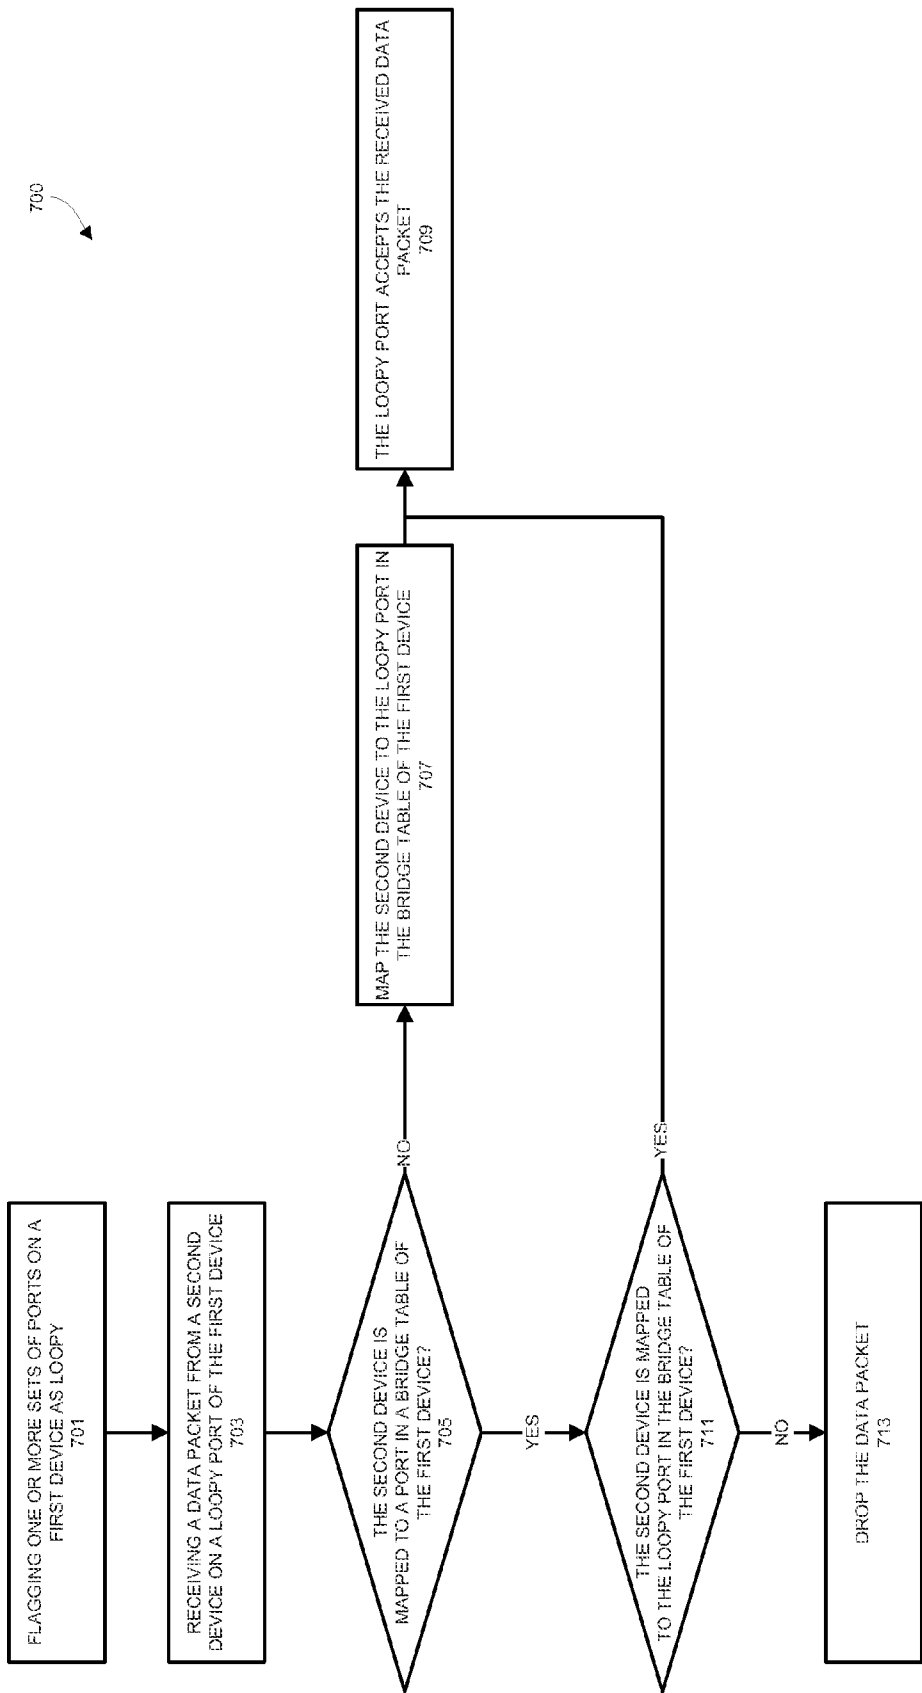 700
FLAGGING ONE OR MORE SETS OF PORTS ON A
FIRST DEVICE AS LOOPY
701
RECEIVING A DATA PACKET FROM A SECOND
DEVICE ON A LOOPY PORT OF THE FIRST DEVICE
703
THE SECOND DEVICE IS
MAPPED TO A PORT IN A BRIDGE TABLE OF
THE FIRST DEVICE?
705
NO
MAP THE SECOND DEVICE TO THE LOOPY PORT IN
THE BRIDGE TABLE OF THE FIRST DEVICE
707
THE LOOPY PORT ACCEPTS THE RECEIVED DATA
PACKET
709
YES
THE SECOND DEVICE IS MAPPED
TO THE LOOPY PORT IN THE BRIDGE TABLE OF
THE FIRST DEVICE?
711
YES
NO
DROP THE DATA PACKET
713